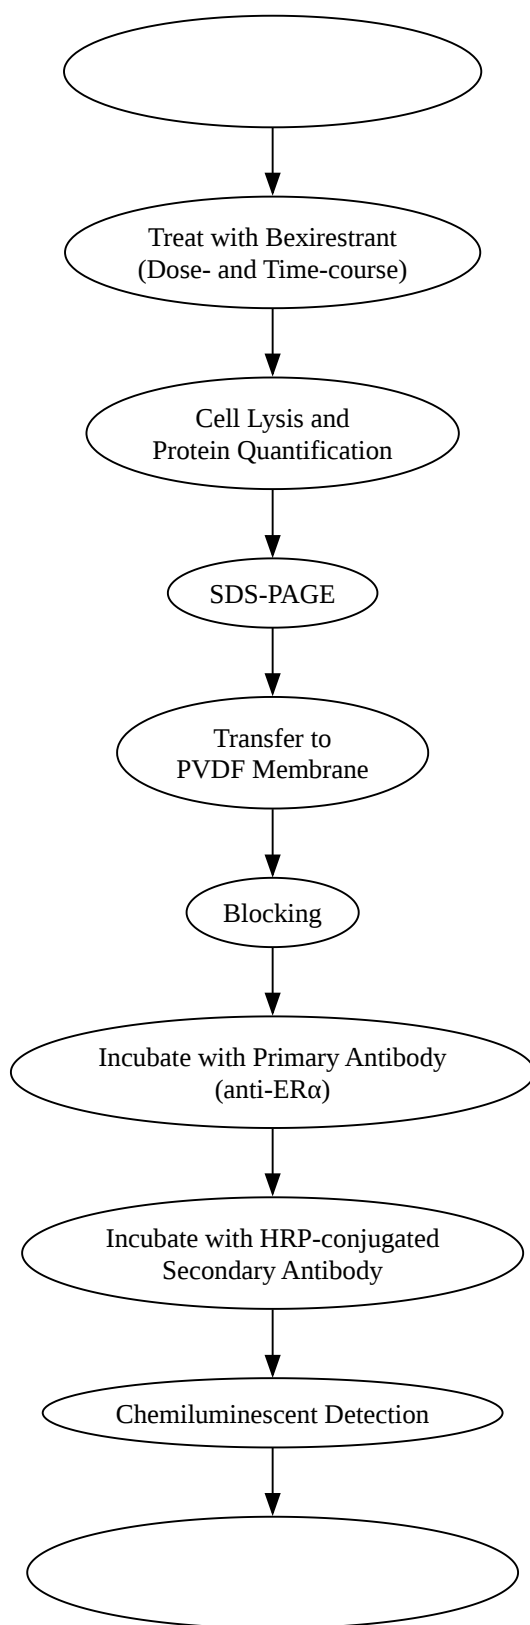 Treat with Bexirestrant
(Dose- and Time-course)
Cell Lysis and
Protein Quantification
SDS-PAGE
Transfer to
PVDF Membrane
Blocking
Incubate with Primary Antibody
(anti-ERα)
Incubate with HRP-conjugated
Secondary Antibody
Chemiluminescent Detection